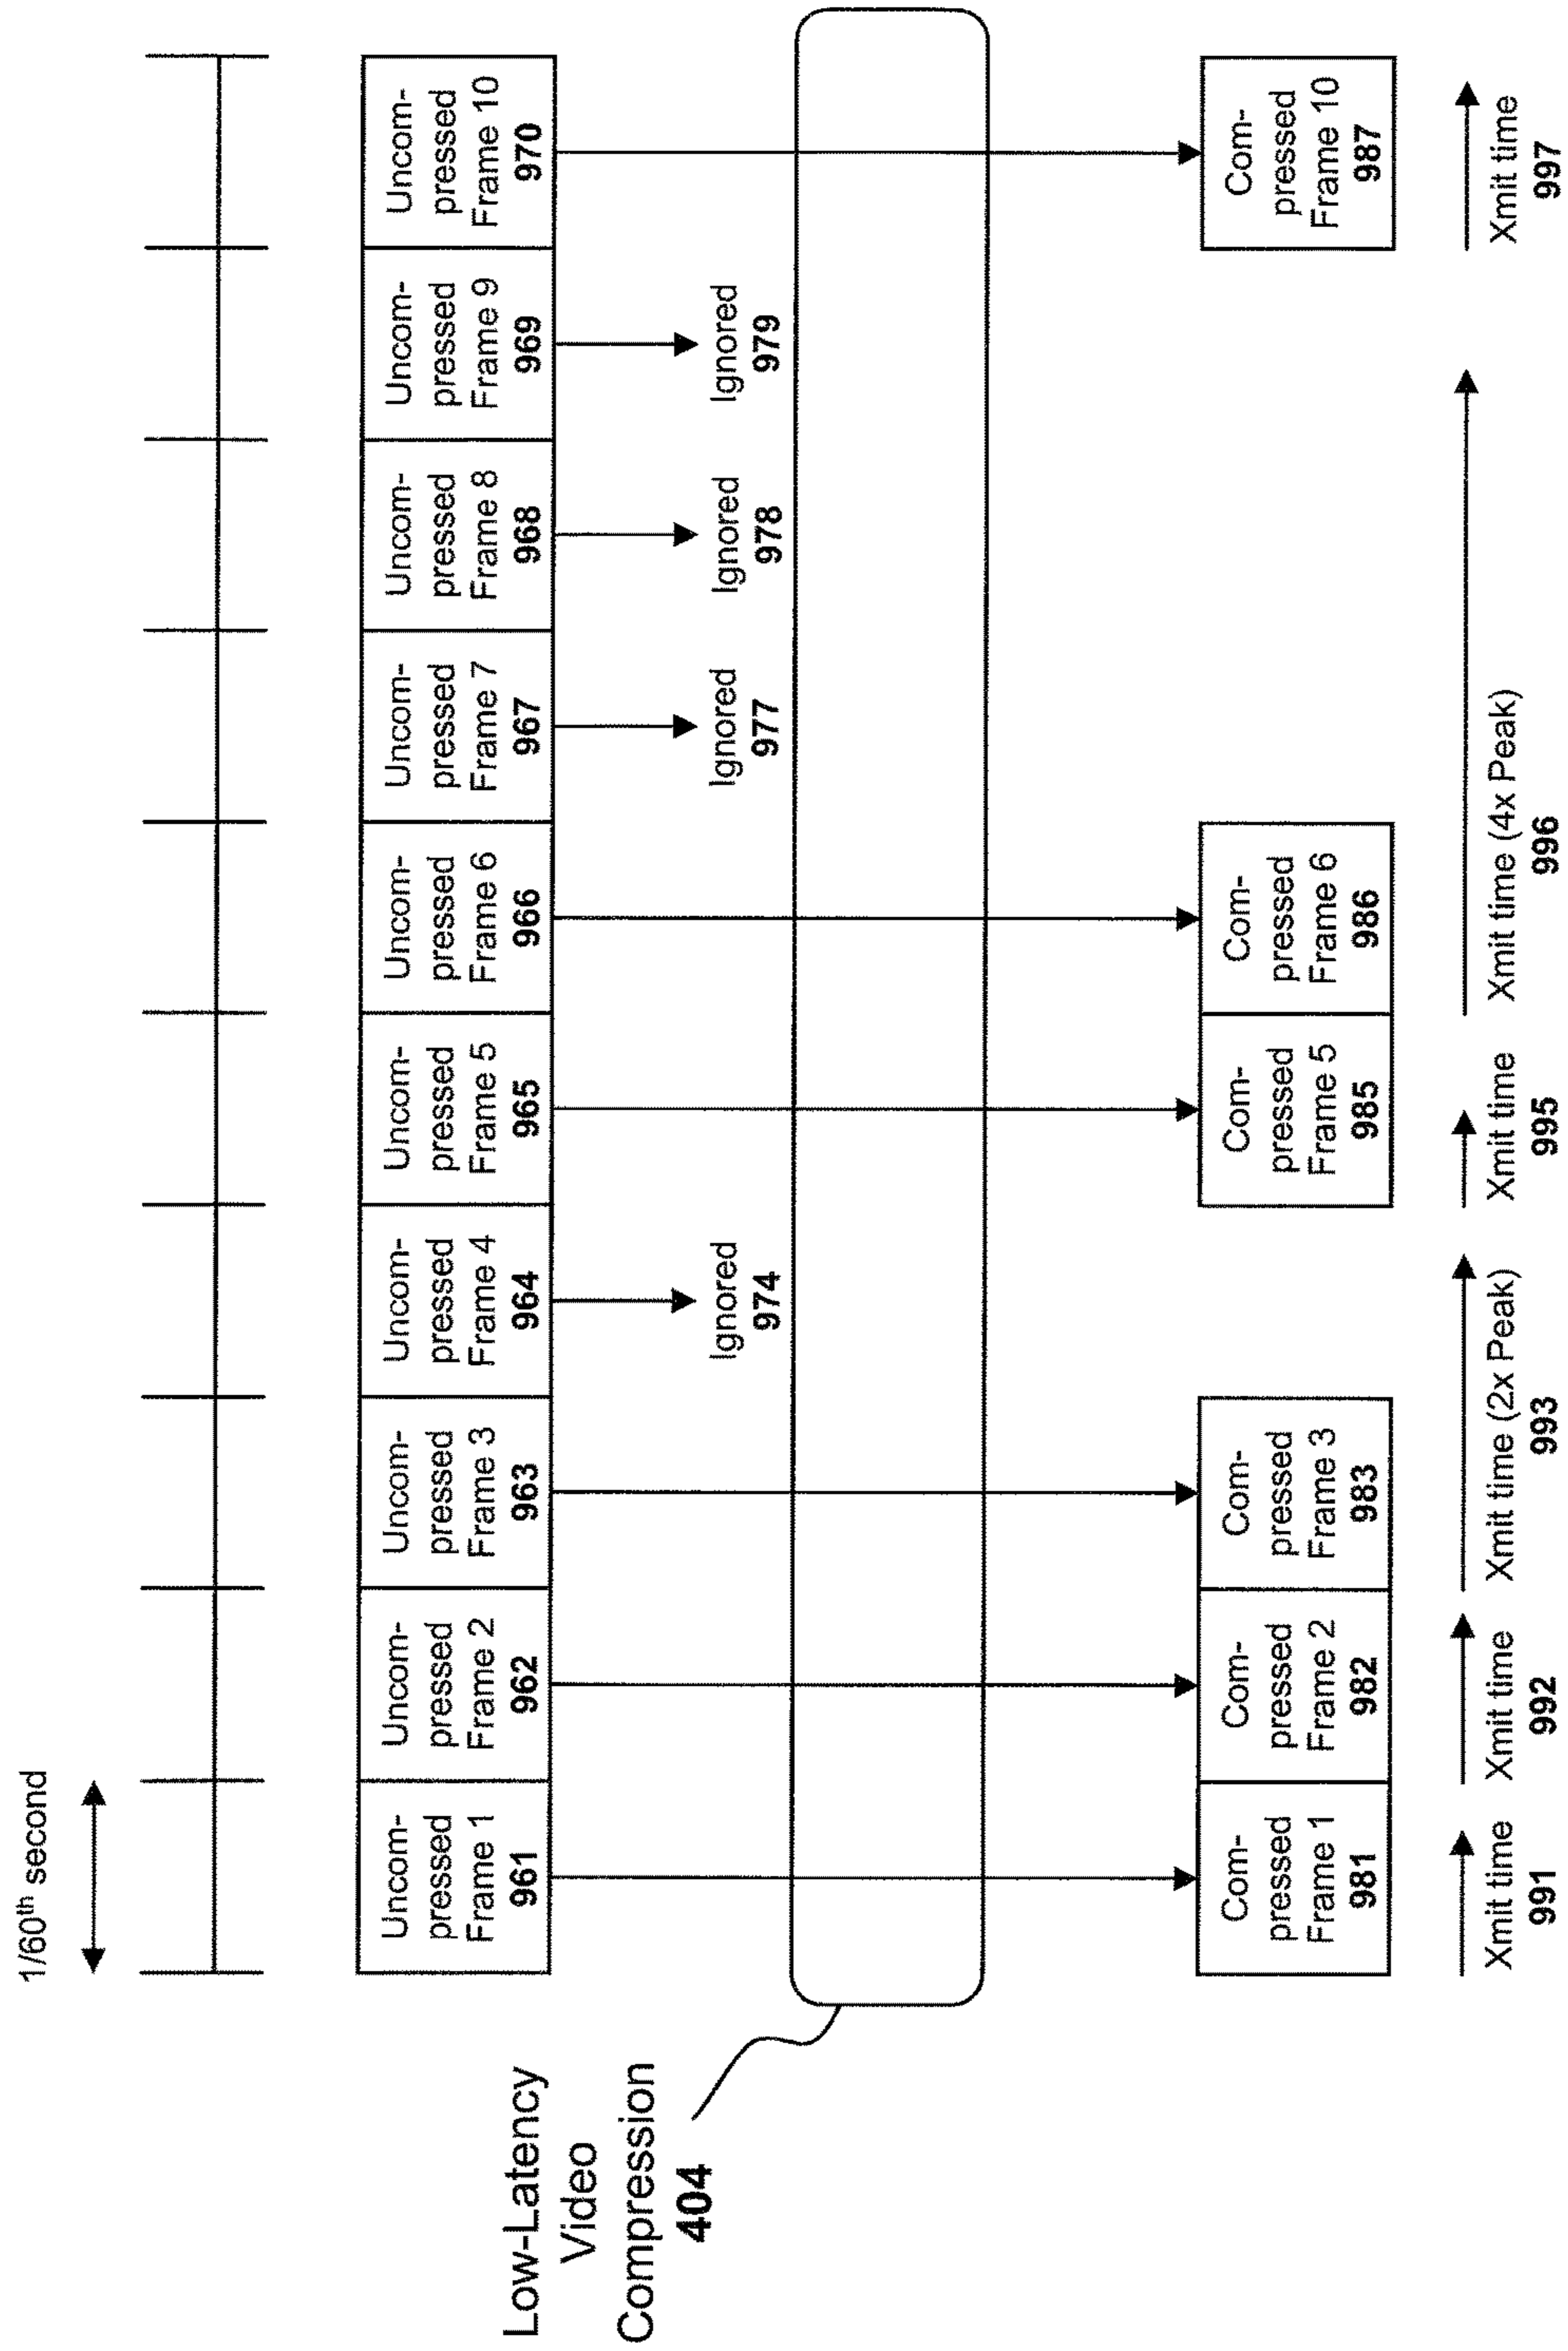 1/60th second
Uncom-
pressed
Frame 1
961
Uncom-
pressed
Frame 2
962
Uncom-
pressed
Frame 3
963
Uncom-
pressed
Frame 4
964
Uncom-
pressed
Frame 5
965
Uncom-
pressed
Frame 6
966
Uncom-
pressed
Frame 7
967
Uncom-
pressed
Frame 8
968
Uncom-
pressed
Frame 9
969
Uncom-
pressed
Frame 10
970
Ignored
974
Ignored
977
Ignored
978
Ignored
979
Low-Latency
Video
Compression
404
Com-
pressed
Frame 1
981
Com-
pressed
Frame 2
982
Com-
pressed
Frame 3
983
Com-
pressed
Frame 5
985
Com-
pressed
Frame 6
986
Com-
pressed
Frame 10
987
Xmit time
991
Xmit time
992
Xmit time (2x Peak)
993
Xmit time
995
Xmit time (4x Peak)
996
Xmit time
997